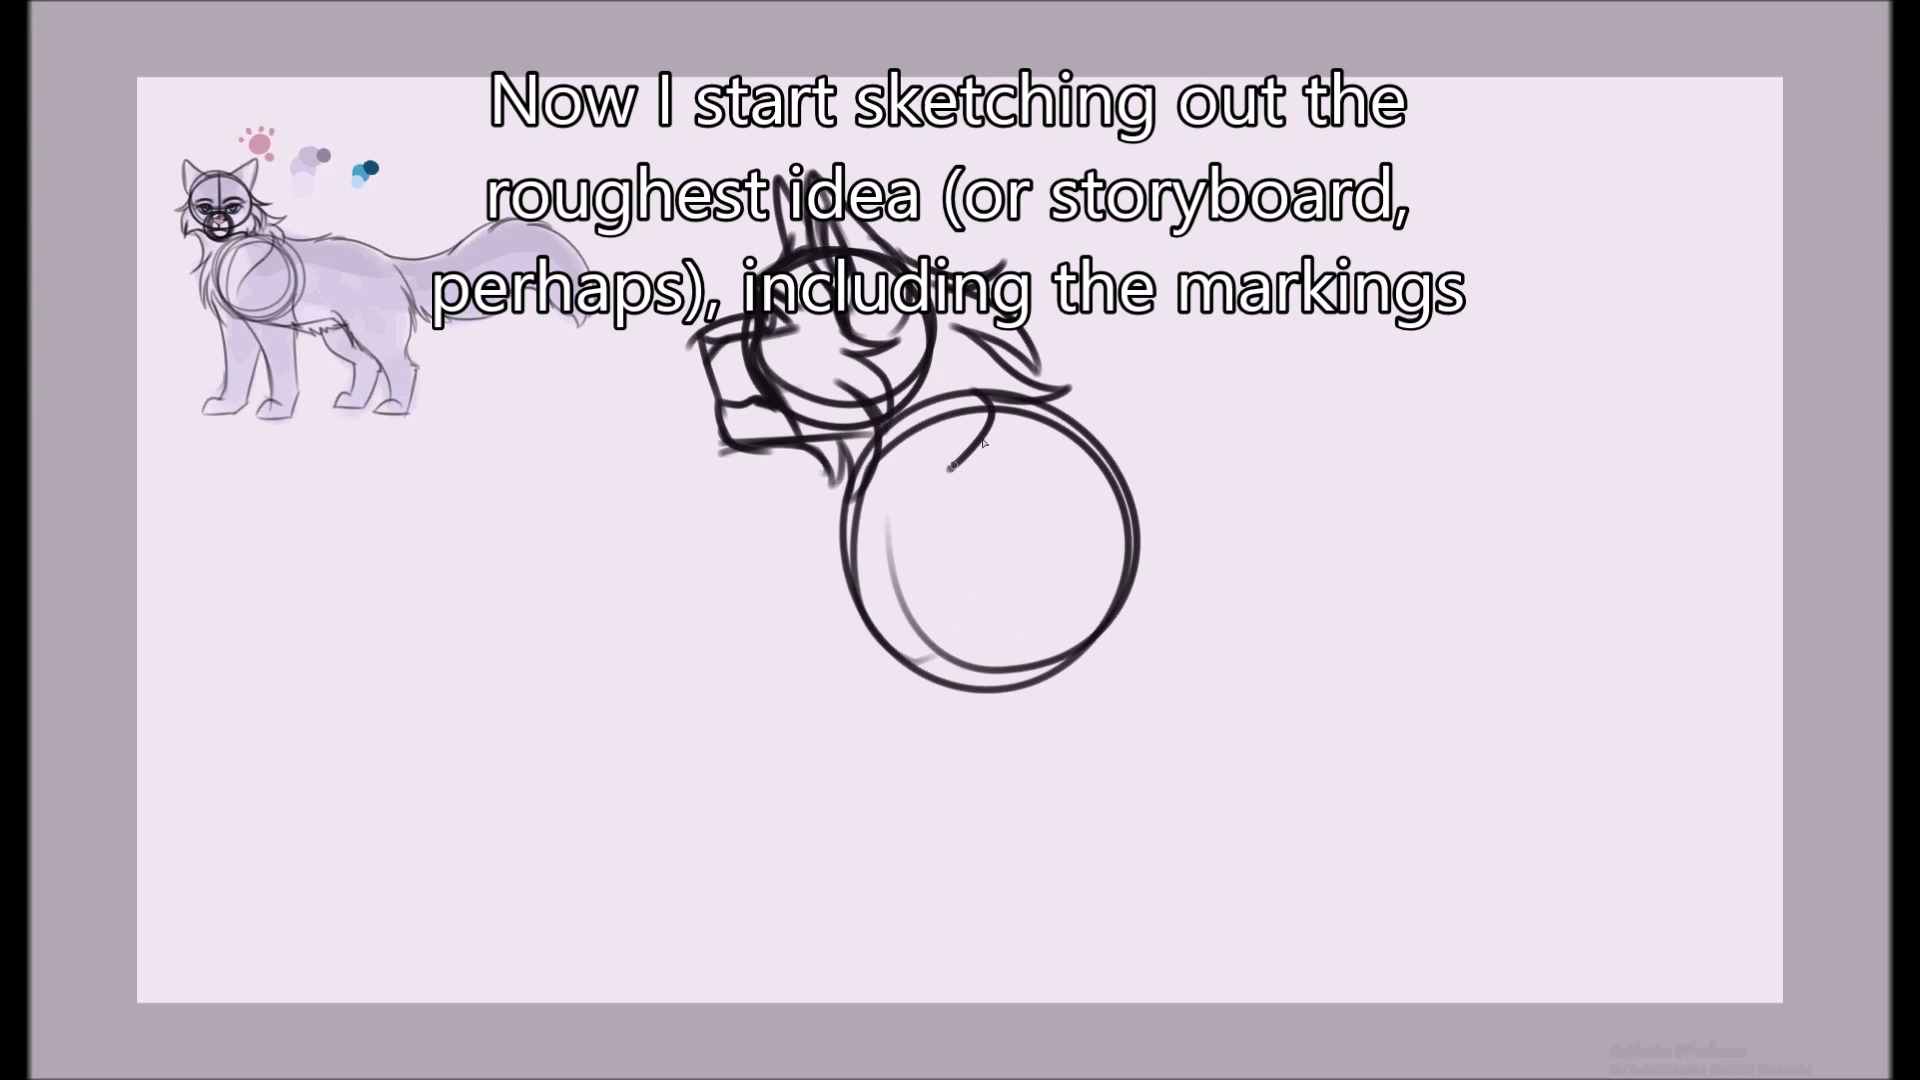 Now I start sketching out the
roughest idea (or storyboard,
perhaps), including the markings